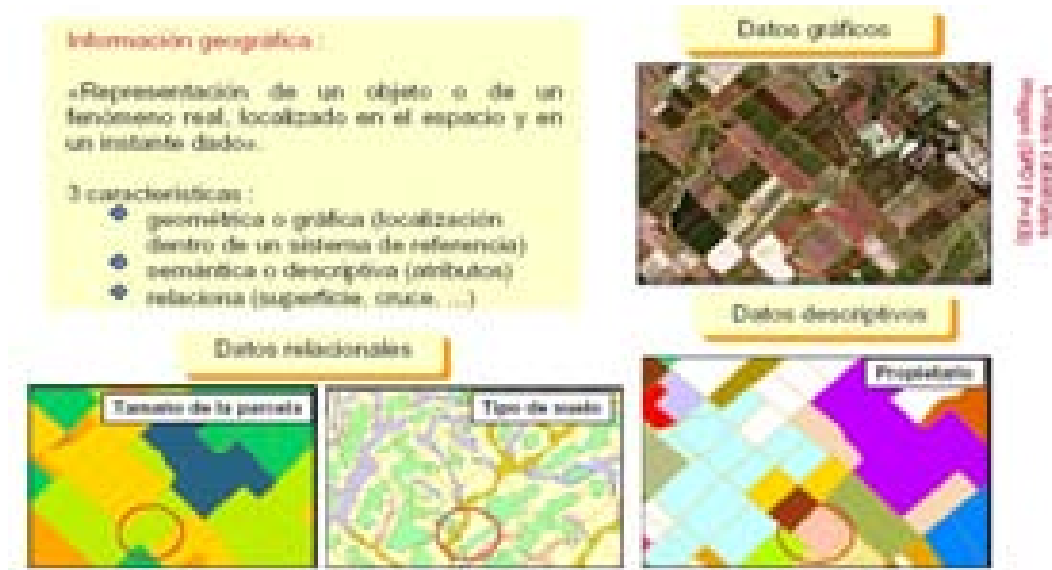 Información geográfica :
«Representación de un objeto o de un
fenómeno real, localizado en el espacio y en
un instante dado».
3 características :
geométrica o gráfica (localización
dentro de un sistema de referencia)
semántica o descriptiva (atributos)
relaciona (superficie, cruce, ...)
Datos gráficos
Datos descriptivos
Propietario
Datos relacionales
Tamaño de la parcela
Tipo de suelo